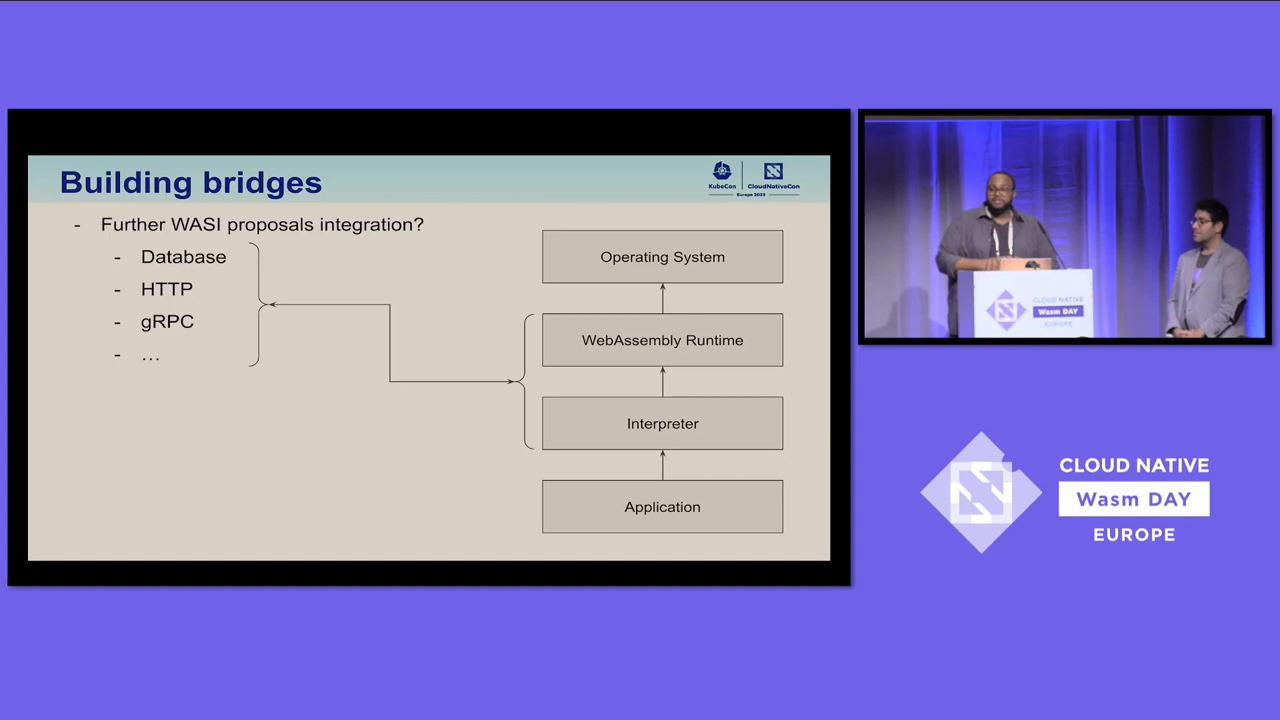 Building bridges
KubeCon
CloudNativeCon
Europe 2023
- Further WASI proposals integration?
- Database
- HTTP
- gRPC
- …
Operating System
WebAssembly Runtime
Interpreter
Application
CLOUD NATIVE
Wasm DAY
EUROPE
CLOUD NATIVE
Wasm DAY
EUROPE